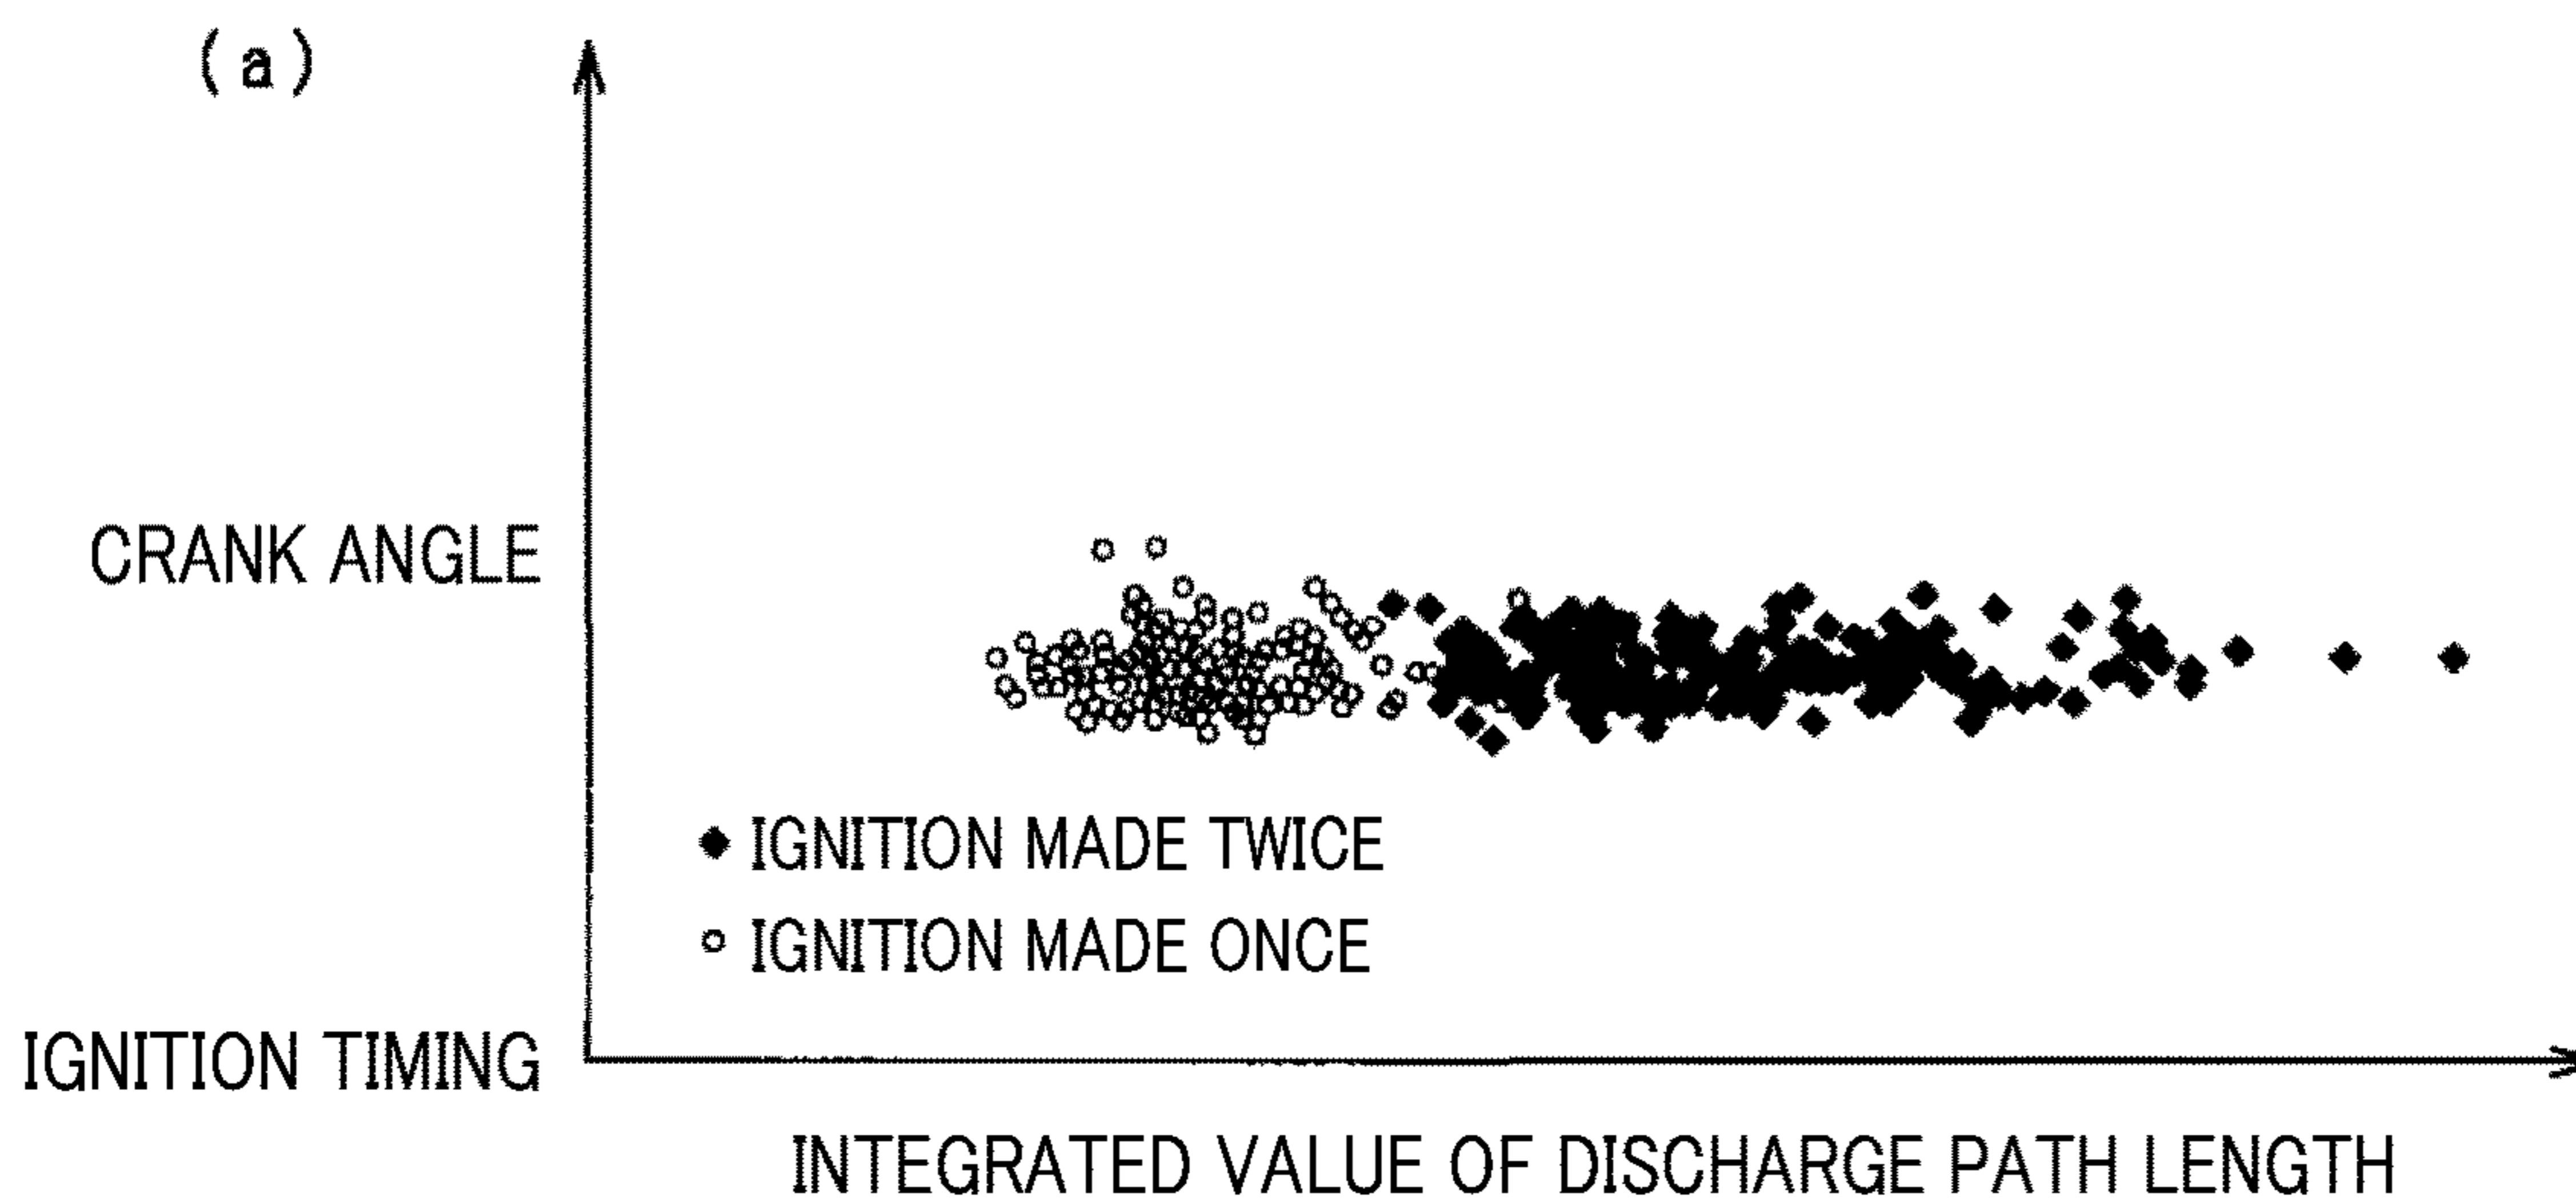 (a)
CRANK ANGLE
◆ IGNITION MADE TWICE
○ IGNITION MADE ONCE
IGNITION TIMING
INTEGRATED VALUE OF DISCHARGE PATH LENGTH